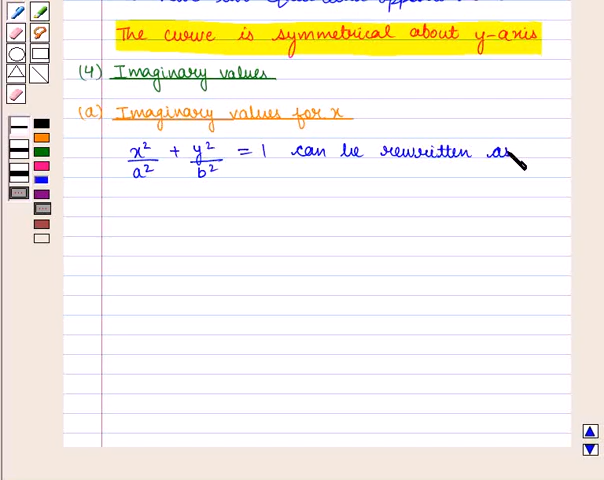 The curve is symmetrical about y-axis
(4) Imaginary values
(a) Imaginary values for x
x²/a² + y²/b² = 1 can be rewritten as